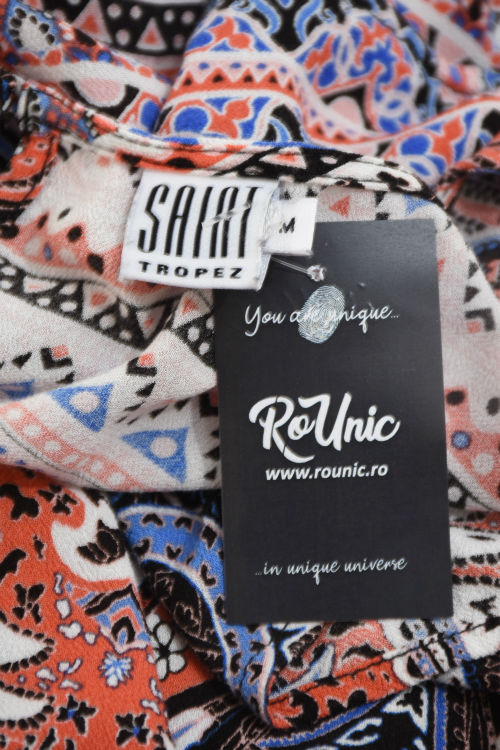 SAINT
TROPEZ
M
You are unique...
RoUnic
www.rounic.ro
...in unique universe